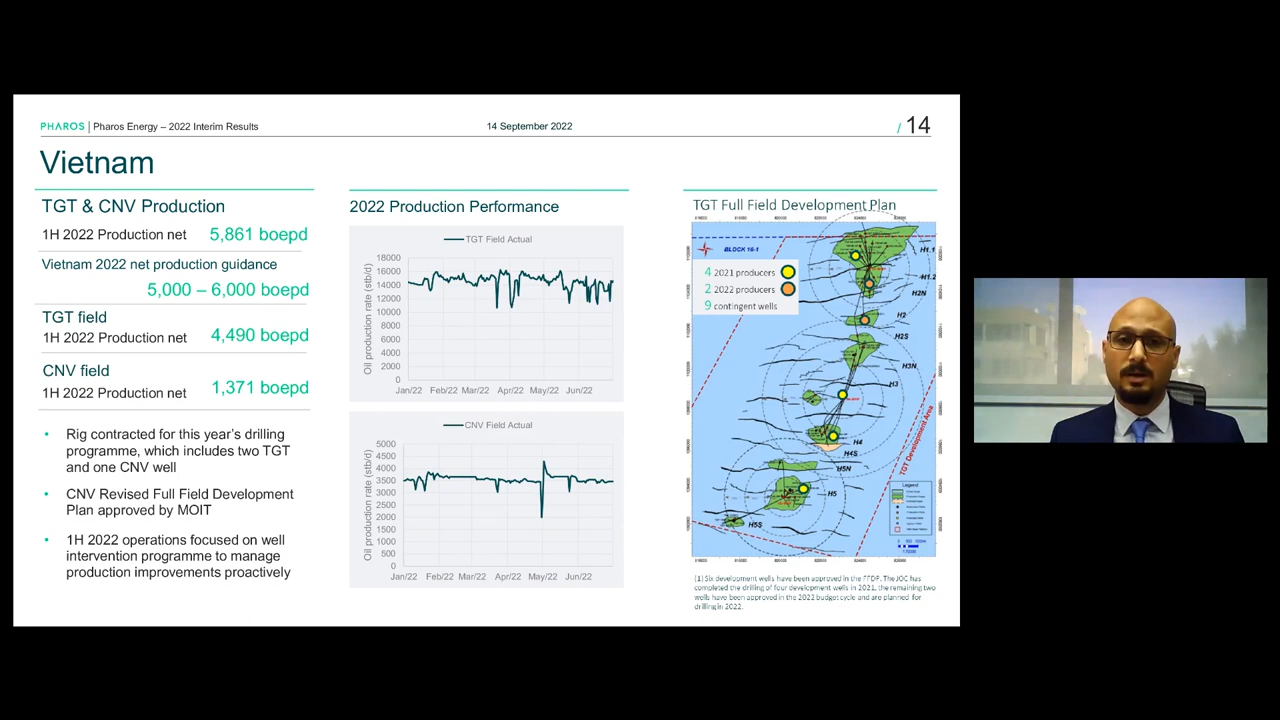 PHAROS | Pharos Energy – 2022 Interim Results
14 September 2022
/ 14
Vietnam
TGT & CNV Production
1H 2022 Production net 5,861 boepd
Vietnam 2022 net production guidance
5,000 – 6,000 boepd
TGT field
1H 2022 Production net 4,490 boepd
CNV field
1H 2022 Production net 1,371 boepd
• Rig contracted for this year's drilling
programme, which includes two TGT
and one CNV well
• CNV Revised Full Field Development
Plan approved by MOIT
• 1H 2022 operations focused on well
intervention programme to manage
production improvements proactively
2022 Production Performance
TGT Field Actual
Oil production rate (stb/d)
18000
16000
14000
12000
10000
8000
6000
4000
2000
0
Jan/22 Feb/22 Mar/22 Apr/22 May/22 Jun/22
CNV Field Actual
Oil production rate (stb/d)
5000
4500
4000
3500
3000
2500
2000
1500
1000
500
0
Jan/22 Feb/22 Mar/22 Apr/22 May/22 Jun/22
TGT Full Field Development Plan
BLOCK 16-1
4 2021 producers
2 2022 producers
9 contingent wells
H1.1
H1.2
H2N
H2
H2S
H3N
H3
H4
H4S
H5N
H5
H5S
TGT Development Area
Legend
(1) Six development wells have been approved in the FFDP. The JOC has
completed the drilling of four development wells in 2021, the remaining two
wells have been approved in the 2022 budget cycle and are planned for
drilling in 2022.